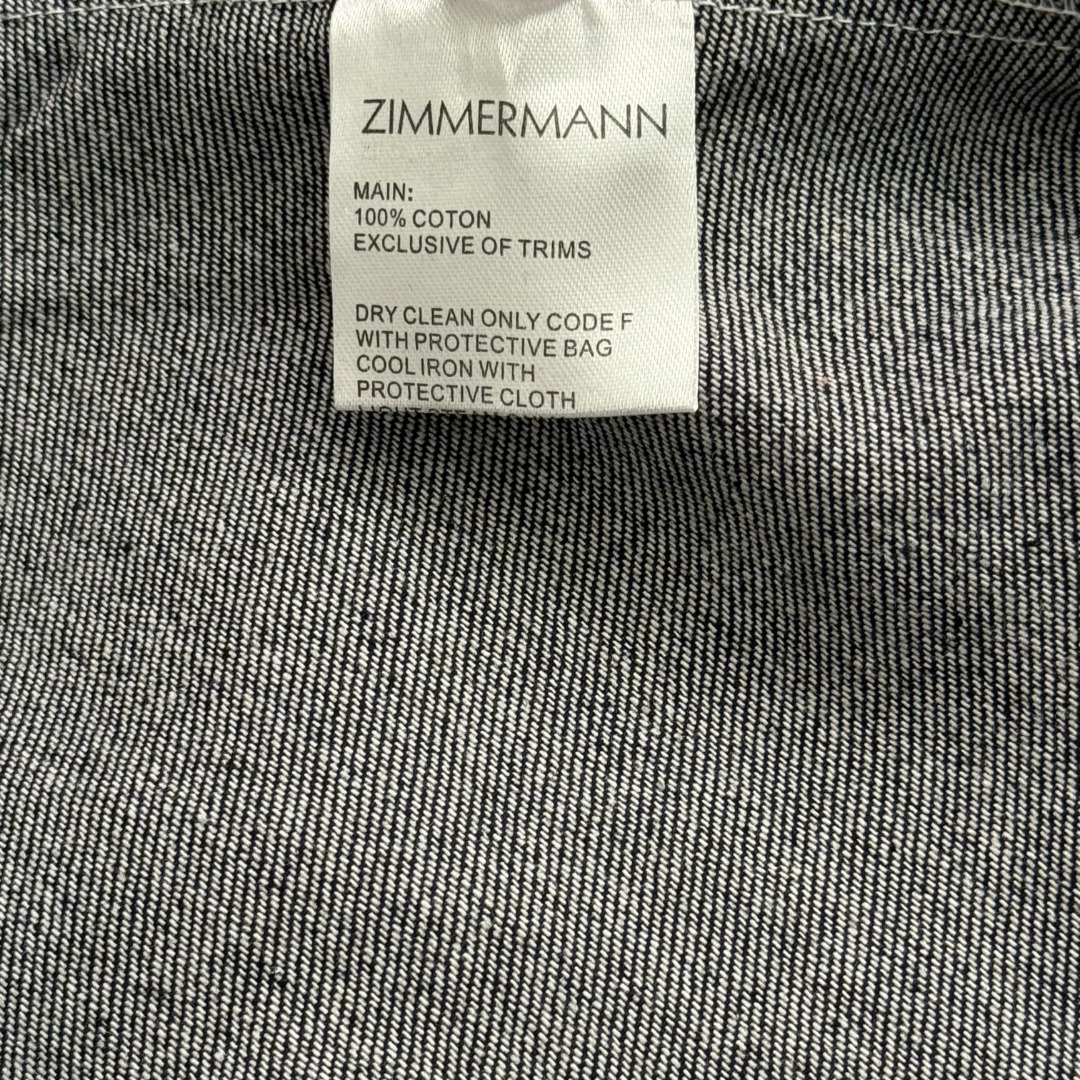 ZIMMERMANN
MAIN:
100% COTON
EXCLUSIVE OF TRIMS
DRY CLEAN ONLY CODE F
WITH PROTECTIVE BAG
COOL IRON WITH
PROTECTIVE CLOTH